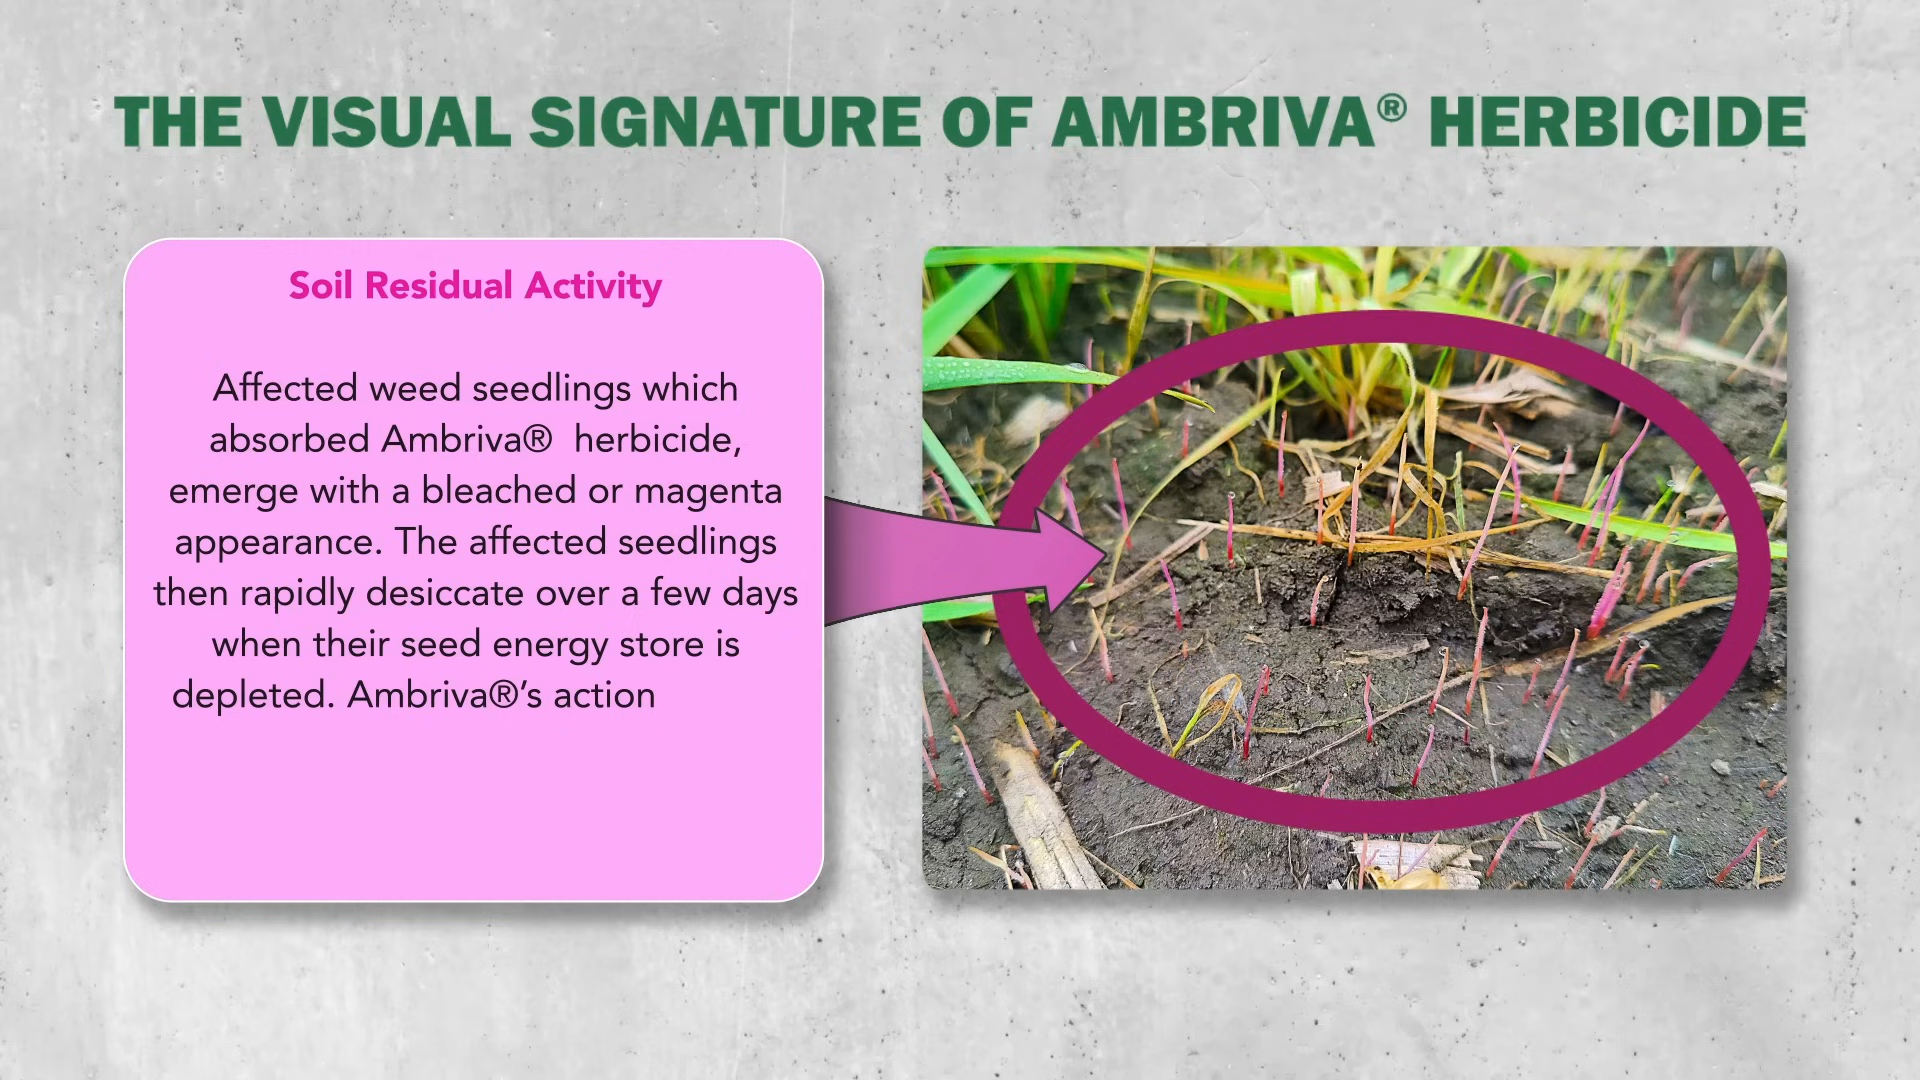 THE VISUAL SIGNATURE OF AMBRIVA® HERBICIDE
Soil Residual Activity
Affected weed seedlings which
absorbed Ambriva®  herbicide,
emerge with a bleached or magenta
appearance. The affected seedlings
then rapidly desiccate over a few days
when their seed energy store is
depleted. Ambriva®’s action